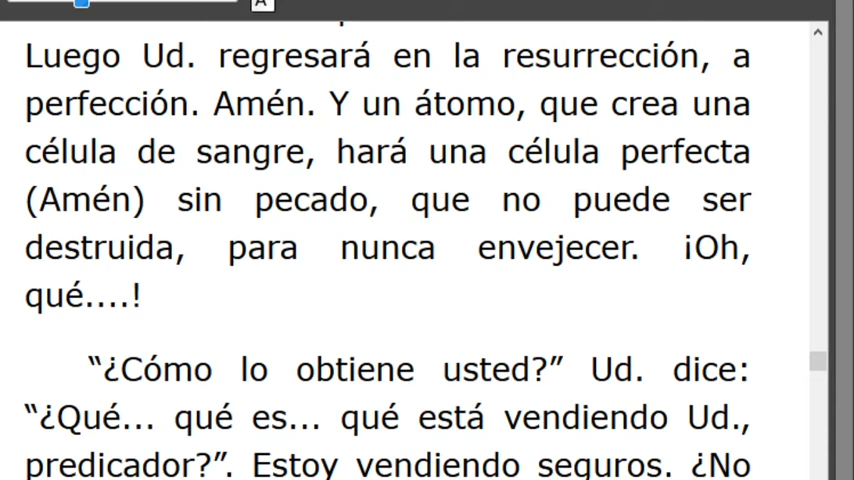 A
Luego Ud. regresará en la resurrección, a
perfección. Amén. Y un átomo, que crea una
célula de sangre, hará una célula perfecta
(Amén) sin pecado, que no puede ser
destruida, para nunca envejecer. ¡Oh,
qué....!
“¿Cómo lo obtiene usted?” Ud. dice:
“¿Qué... qué es... qué está vendiendo Ud.,
predicador?”. Estoy vendiendo seguros. ¿No